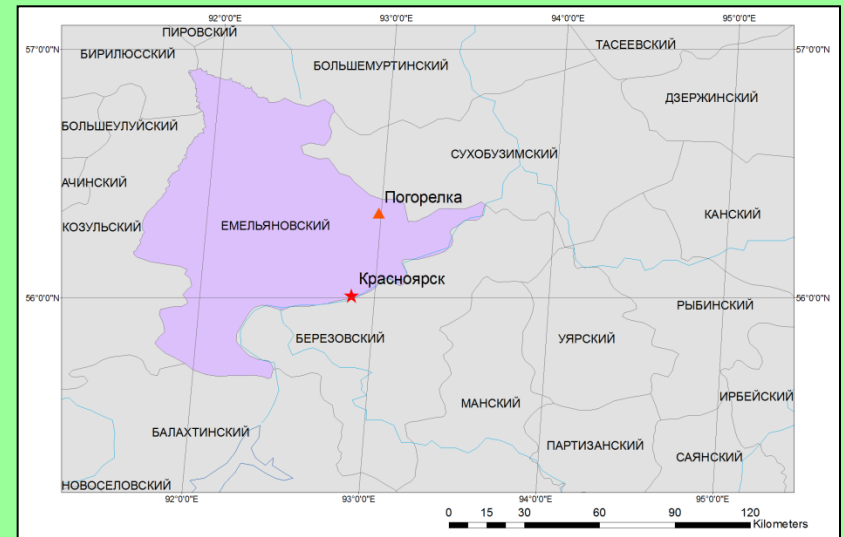 92°0'0"E 93°0'0"E 94°0'0"E 95°0'0"E
ПИРОВСКИЙ
57°0'0"N БИРИЛЮССКИЙ ТАСЕЕВСКИЙ 57°0'0"N
БОЛЬШЕМУРТИНСКИЙ
ДЗЕРЖИНСКИЙ
БОЛЬШЕУЛУЙСКИЙ
СУХОБУЗИМСКИЙ
АЧИНСКИЙ
Погорелка
КОЗУЛЬСКИЙ ЕМЕЛЬЯНОВСКИЙ КАНСКИЙ
Красноярск
56°0'0"N 56°0'0"N
РЫБИНСКИЙ
БЕРЕЗОВСКИЙ УЯРСКИЙ
ИРБЕЙСКИЙ
МАНСКИЙ
БАЛАХТИНСКИЙ
ПАРТИЗАНСКИЙ
САЯНСКИЙ
НОВОСЕЛОВСКИЙ
92°0'0"E 93°0'0"E 94°0'0"E 95°0'0"E
0 15 30 60 90 120
Kilometers